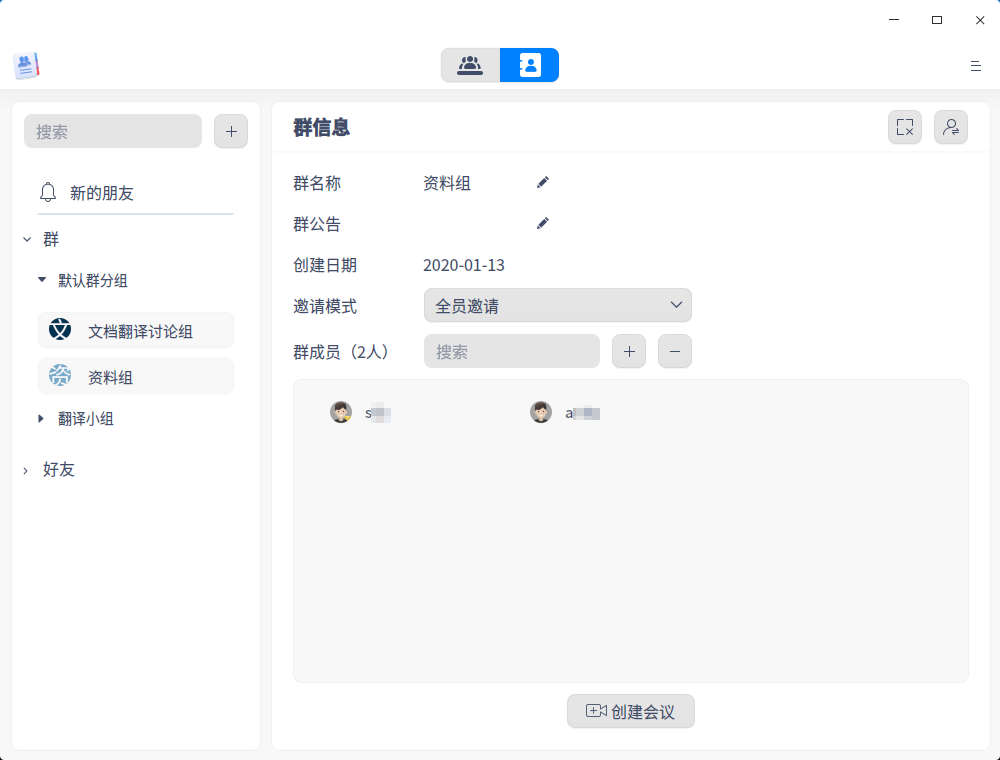 搜索
新的朋友
群
默认群分组
文 文档翻译讨论组
资 资料组
翻译小组
好友
群信息
群名称 资料组
群公告
创建日期 2020-01-13
邀请模式 全员邀请
群成员（2人） 搜索
创建会议